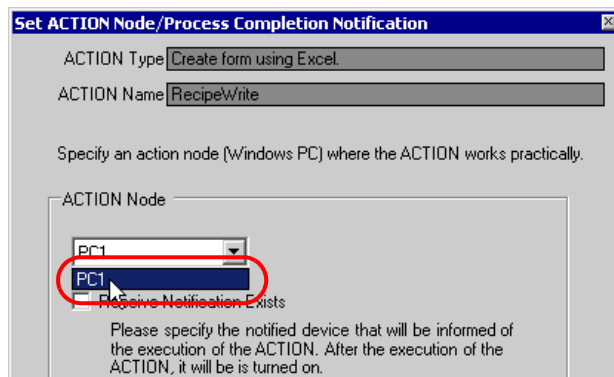 Set ACTION Node/Process Completion Notification
ACTION Type Create form using Excel.
ACTION Name RecipeWrite
Specify an action node (Windows PC) where the ACTION works practically.
ACTION Node
PC1
PC1
Receive Notification Exists
Please specify the notified device that will be informed of
the execution of the ACTION. After the execution of the
ACTION, it will be is turned on.